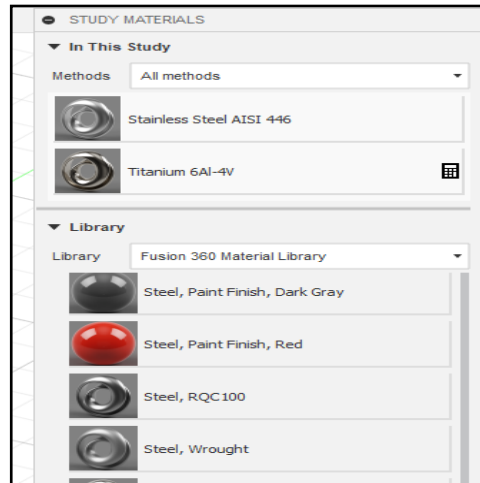 STUDY MATERIALS
In This Study
Methods All methods
Stainless Steel AISI 446
Titanium 6Al-4V
Library
Library Fusion 360 Material Library
Steel, Paint Finish, Dark Gray
Steel, Paint Finish, Red
Steel, RQC100
Steel, Wrought